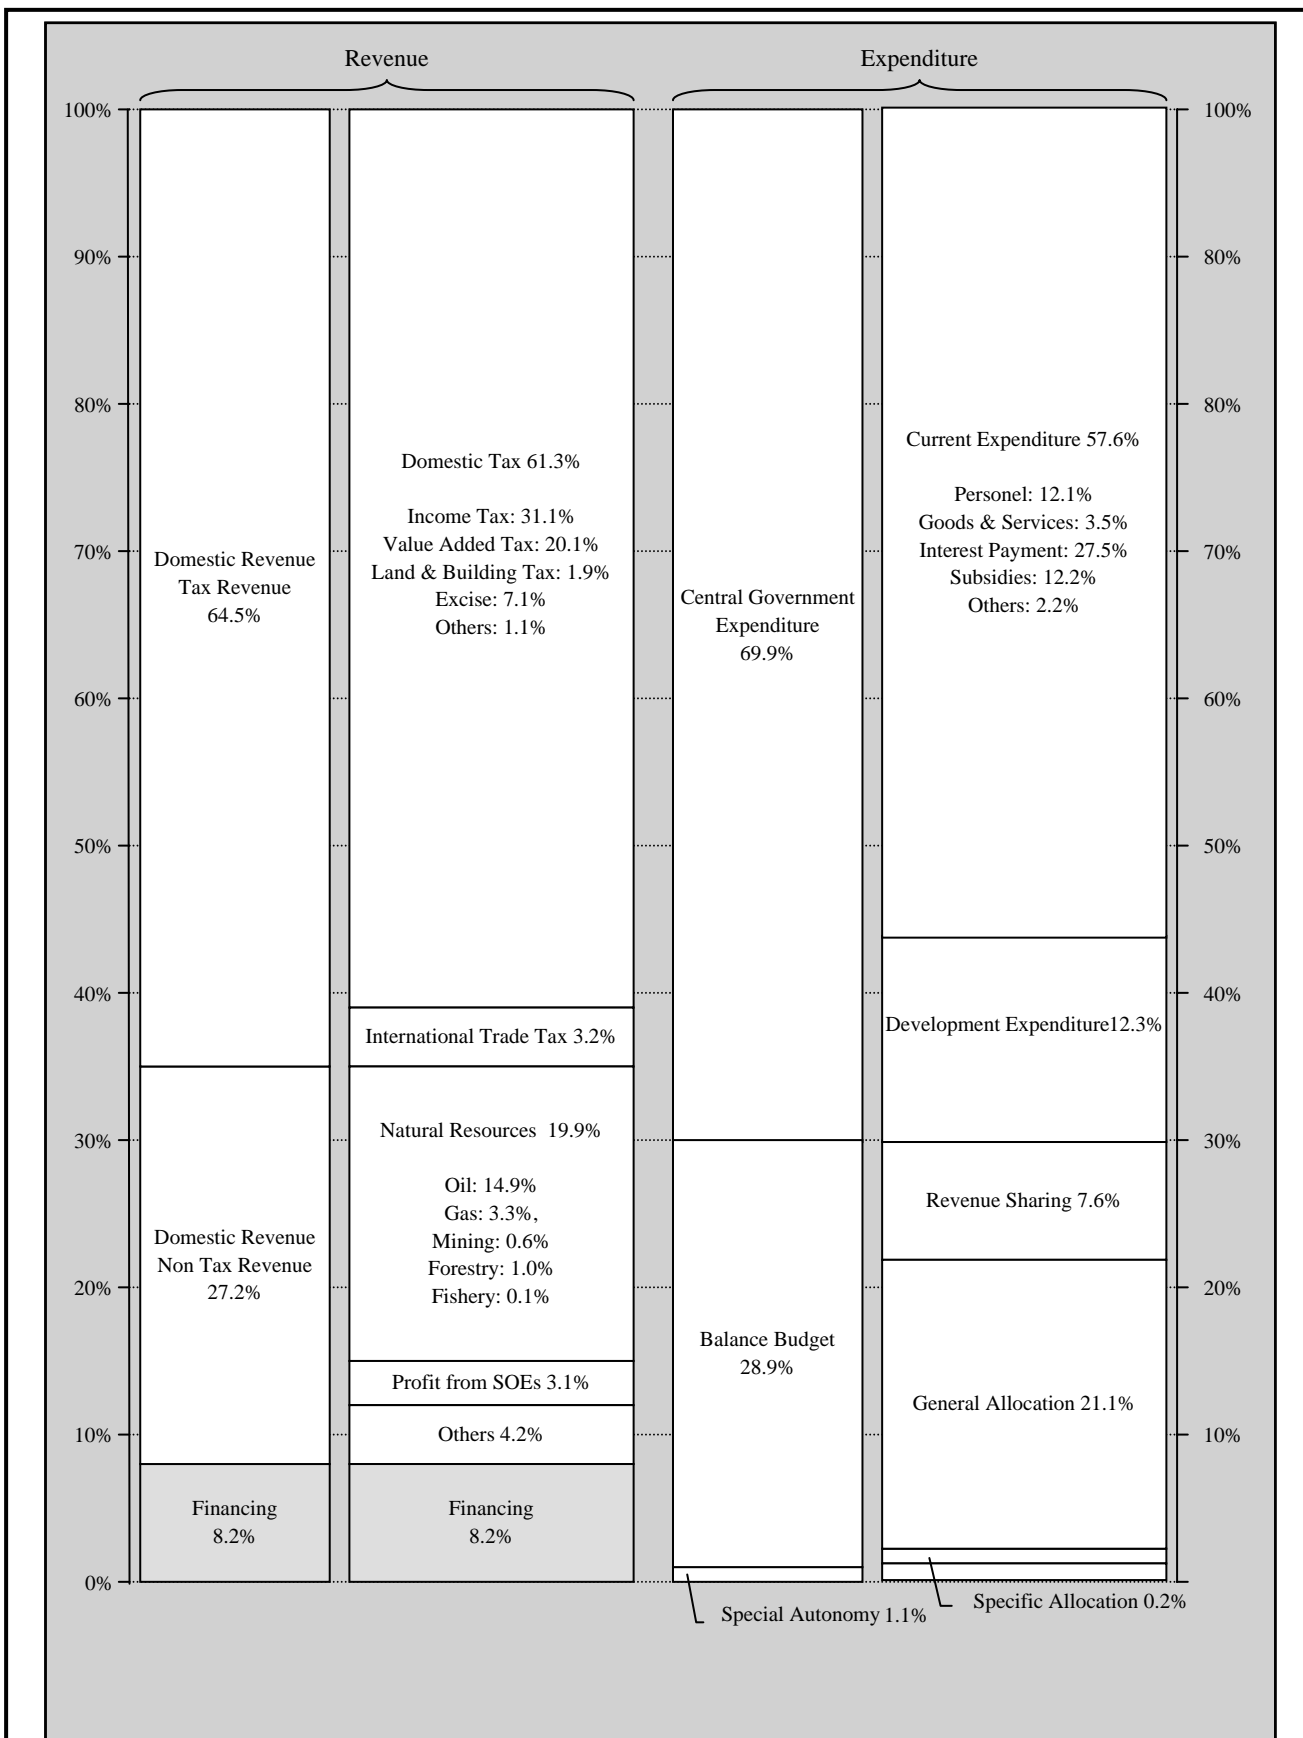 Revenue
Expenditure
100%
90%
80%
70%
60%
50%
40%
30%
20%
10%
0%
Domestic Revenue
Tax Revenue
64.5%
Domestic Revenue
Non Tax Revenue
27.2%
Financing
8.2%
Domestic Tax 61.3%
Income Tax: 31.1%
Value Added Tax: 20.1%
Land & Building Tax: 1.9%
Excise: 7.1%
Others: 1.1%
International Trade Tax 3.2%
Natural Resources 19.9%
Oil: 14.9%
Gas: 3.3%,
Mining: 0.6%
Forestry: 1.0%
Fishery: 0.1%
Profit from SOEs 3.1%
Others 4.2%
Financing
8.2%
Central Government
Expenditure
69.9%
Balance Budget
28.9%
Special Autonomy 1.1%
Current Expenditure 57.6%
Personel: 12.1%
Goods & Services: 3.5%
Interest Payment: 27.5%
Subsidies: 12.2%
Others: 2.2%
Development Expenditure12.3%
Revenue Sharing 7.6%
General Allocation 21.1%
Specific Allocation 0.2%
100%
80%
80%
70%
60%
50%
40%
30%
20%
10%